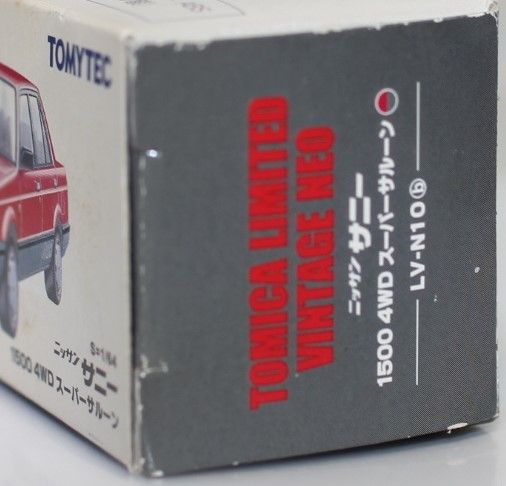 TOMYTEC
S=1/64
ニッサン サニー
1500 4WD スーパーサルーン
TOMICA LIMITED
VINTAGE NEO
ニッサン サニー
1500 4WD スーパーサルーン
LV-N10 ⓑ